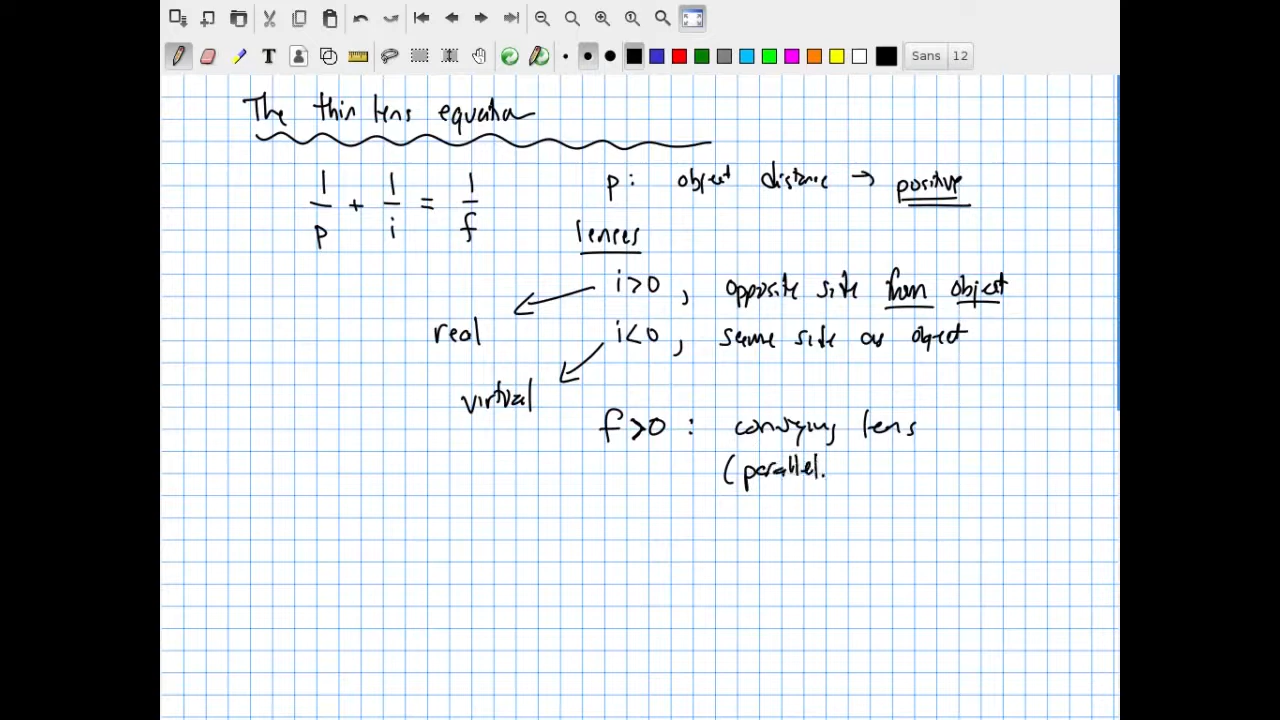 Sans 12
The thin lens equation
1/p + 1/i = 1/f
p: object distance → positive
lenses
i>0, opposite side from object
real
i<0, same side as object
virtual
f>0: converging lens
(parallel.